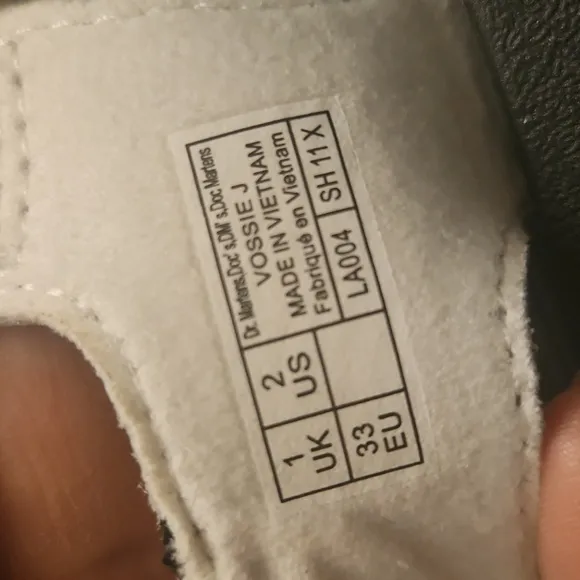 Dr. Martens,Doc' s,DM' s,Doc Martens
VOSSIE J
MADE IN VIETNAM
Fabriqué en Vietnam
LA004
SH 11 X
2
US
1
UK
33
EU